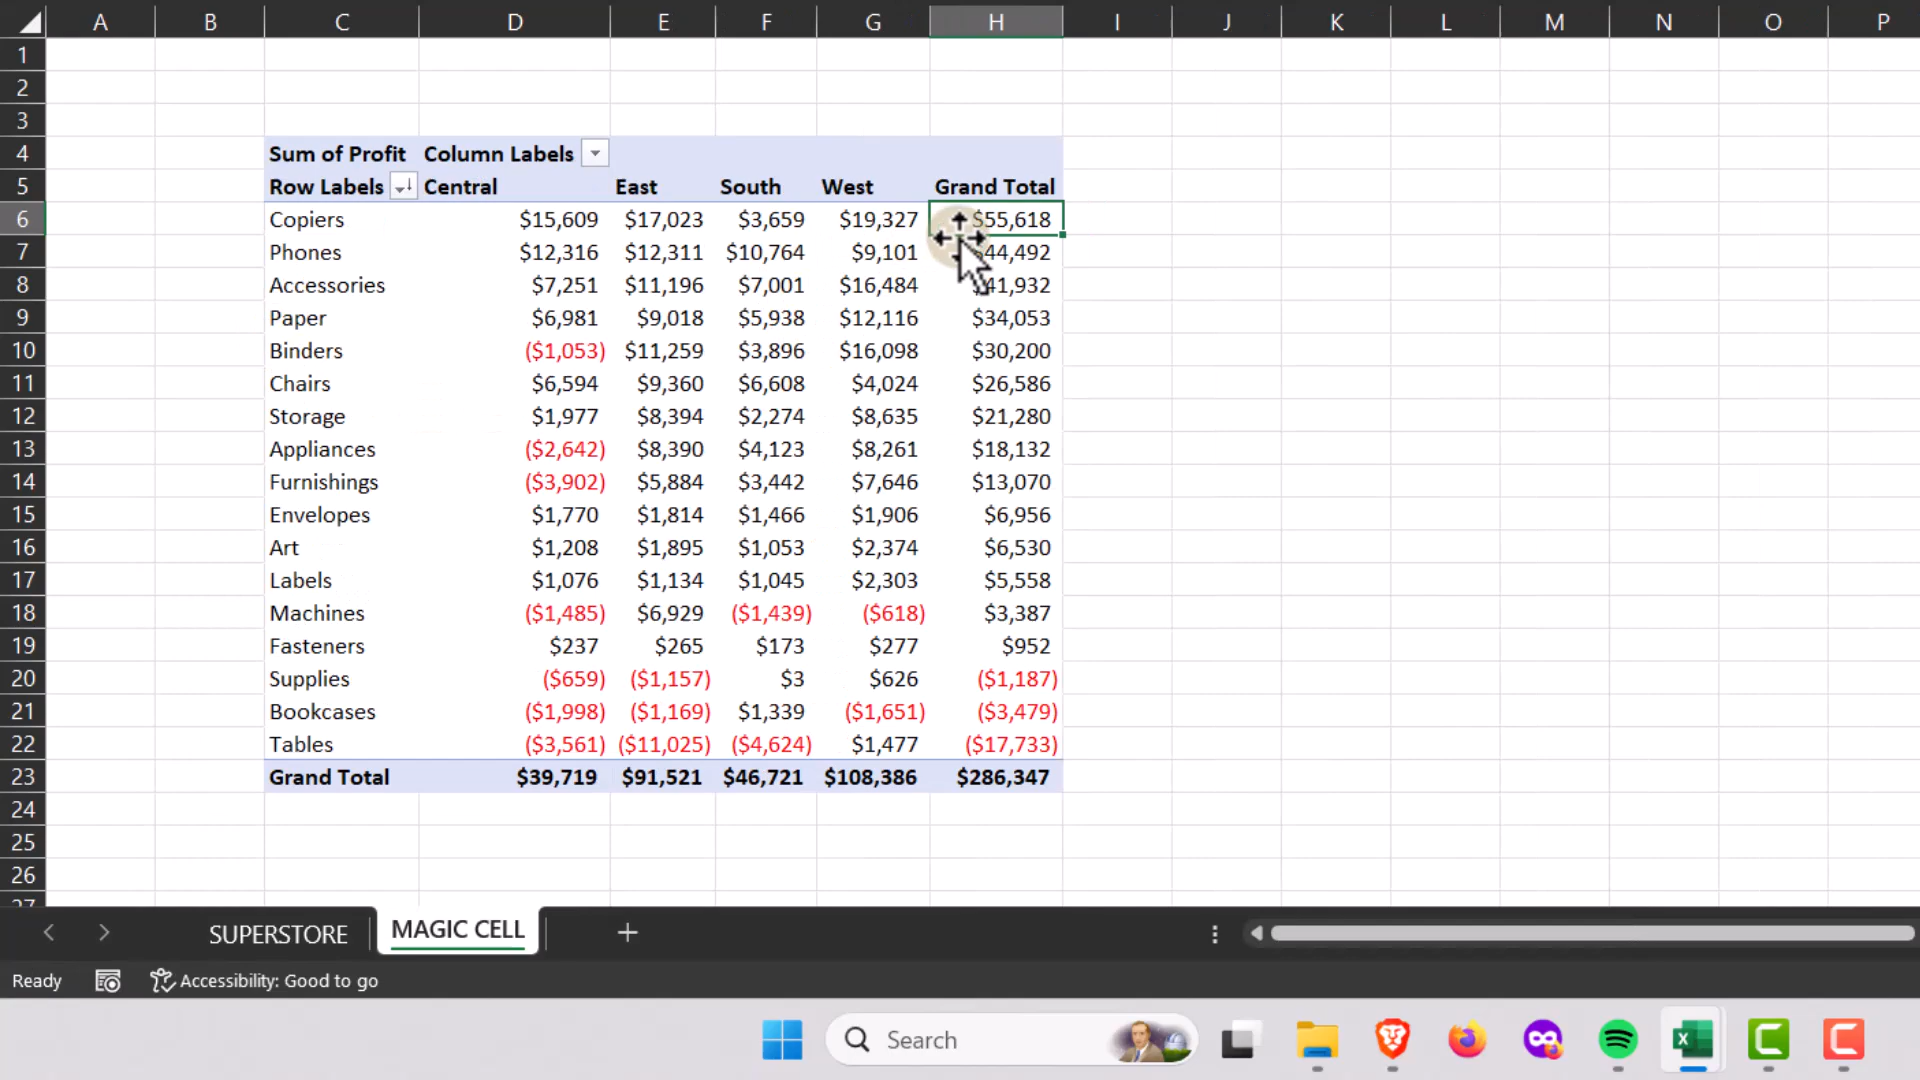 A B C D E F G H I J K L M N O P
1
2
3
4 Sum of Profit Column Labels
5 Row Labels Central East South West Grand Total
6 Copiers $15,609 $17,023 $3,659 $19,327 $55,618
7 Phones $12,316 $12,311 $10,764 $9,101 44,492
8 Accessories $7,251 $11,196 $7,001 $16,484 41,932
9 Paper $6,981 $9,018 $5,938 $12,116 $34,053
10 Binders ($1,053) $11,259 $3,896 $16,098 $30,200
11 Chairs $6,594 $9,360 $6,608 $4,024 $26,586
12 Storage $1,977 $8,394 $2,274 $8,635 $21,280
13 Appliances ($2,642) $8,390 $4,123 $8,261 $18,132
14 Furnishings ($3,902) $5,884 $3,442 $7,646 $13,070
15 Envelopes $1,770 $1,814 $1,466 $1,906 $6,956
16 Art $1,208 $1,895 $1,053 $2,374 $6,530
17 Labels $1,076 $1,134 $1,045 $2,303 $5,558
18 Machines ($1,485) $6,929 ($1,439) ($618) $3,387
19 Fasteners $237 $265 $173 $277 $952
20 Supplies ($659) ($1,157) $3 $626 ($1,187)
21 Bookcases ($1,998) ($1,169) $1,339 ($1,651) ($3,479)
22 Tables ($3,561) ($11,025) ($4,624) $1,477 ($17,733)
23 Grand Total $39,719 $91,521 $46,721 $108,386 $286,347
24
25
26
27
SUPERSTORE MAGIC CELL
Ready Accessibility: Good to go
Search